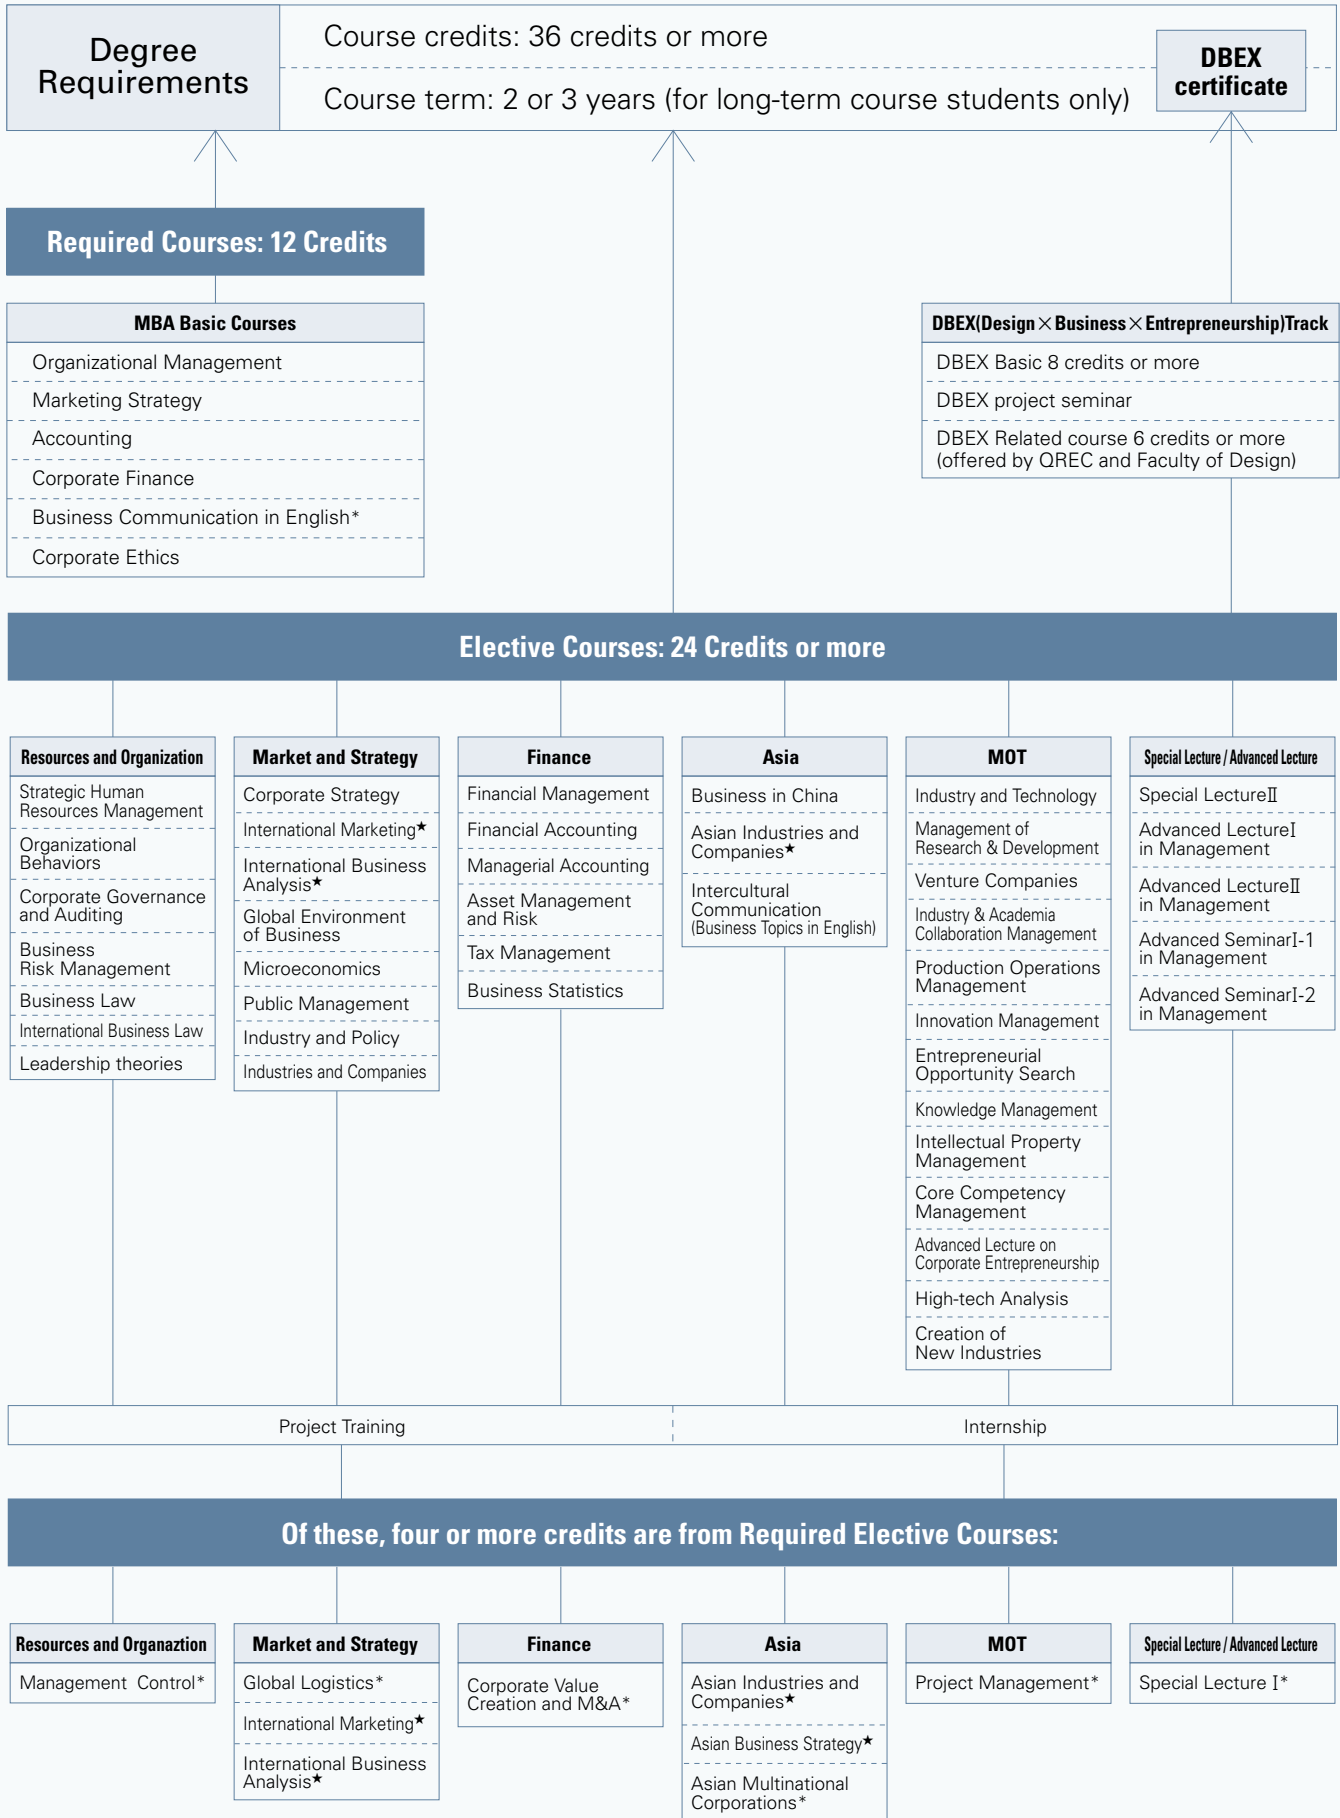 Degree
Requirements
Course credits: 36 credits or more
Course term: 2 or 3 years (for long-term course students only)
DBEX
certificate
Required Courses: 12 Credits
MBA Basic Courses
Organizational Management
Marketing Strategy
Accounting
Corporate Finance
Business Communication in English*
Corporate Ethics
DBEX(Design×Business×Entrepreneurship)Track
DBEX Basic 8 credits or more
DBEX project seminar
DBEX Related course 6 credits or more
(offered by QREC and Faculty of Design)
Elective Courses: 24 Credits or more
Resources and Organization
Strategic Human
Resources Management
Organizational
Behaviors
Corporate Governance
and Auditing
Business
Risk Management
Business Law
International Business Law
Leadership theories
Market and Strategy
Corporate Strategy
International Marketing★
International Business
Analysis★
Global Environment
of Business
Microeconomics
Public Management
Industry and Policy
Industries and Companies
Finance
Financial Management
Financial Accounting
Managerial Accounting
Asset Management
and Risk
Tax Management
Business Statistics
Asia
Business in China
Asian Industries and
Companies★
Intercultural
Communication
(Business Topics in English)
MOT
Industry and Technology
Management of
Research & Development
Venture Companies
Industry & Academia
Collaboration Management
Production Operations
Management
Innovation Management
Entrepreneurial
Opportunity Search
Knowledge Management
Intellectual Property
Management
Core Competency
Management
Advanced Lecture on
Corporate Entrepreneurship
High-tech Analysis
Creation of
New Industries
Special Lecture / Advanced Lecture
Special LectureⅡ
Advanced LectureⅠ
in Management
Advanced LectureⅡ
in Management
Advanced SeminarⅠ-1
in Management
Advanced SeminarⅠ-2
in Management
Project Training
Internship
Of these, four or more credits are from Required Elective Courses:
Resources and Organaztion
Management Control*
Market and Strategy
Global Logistics*
International Marketing★
International Business
Analysis★
Finance
Corporate Value
Creation and M&A*
Asia
Asian Industries and
Companies★
Asian Business Strategy★
Asian Multinational
Corporations*
MOT
Project Management*
Special Lecture / Advanced Lecture
Special Lecture Ⅰ*